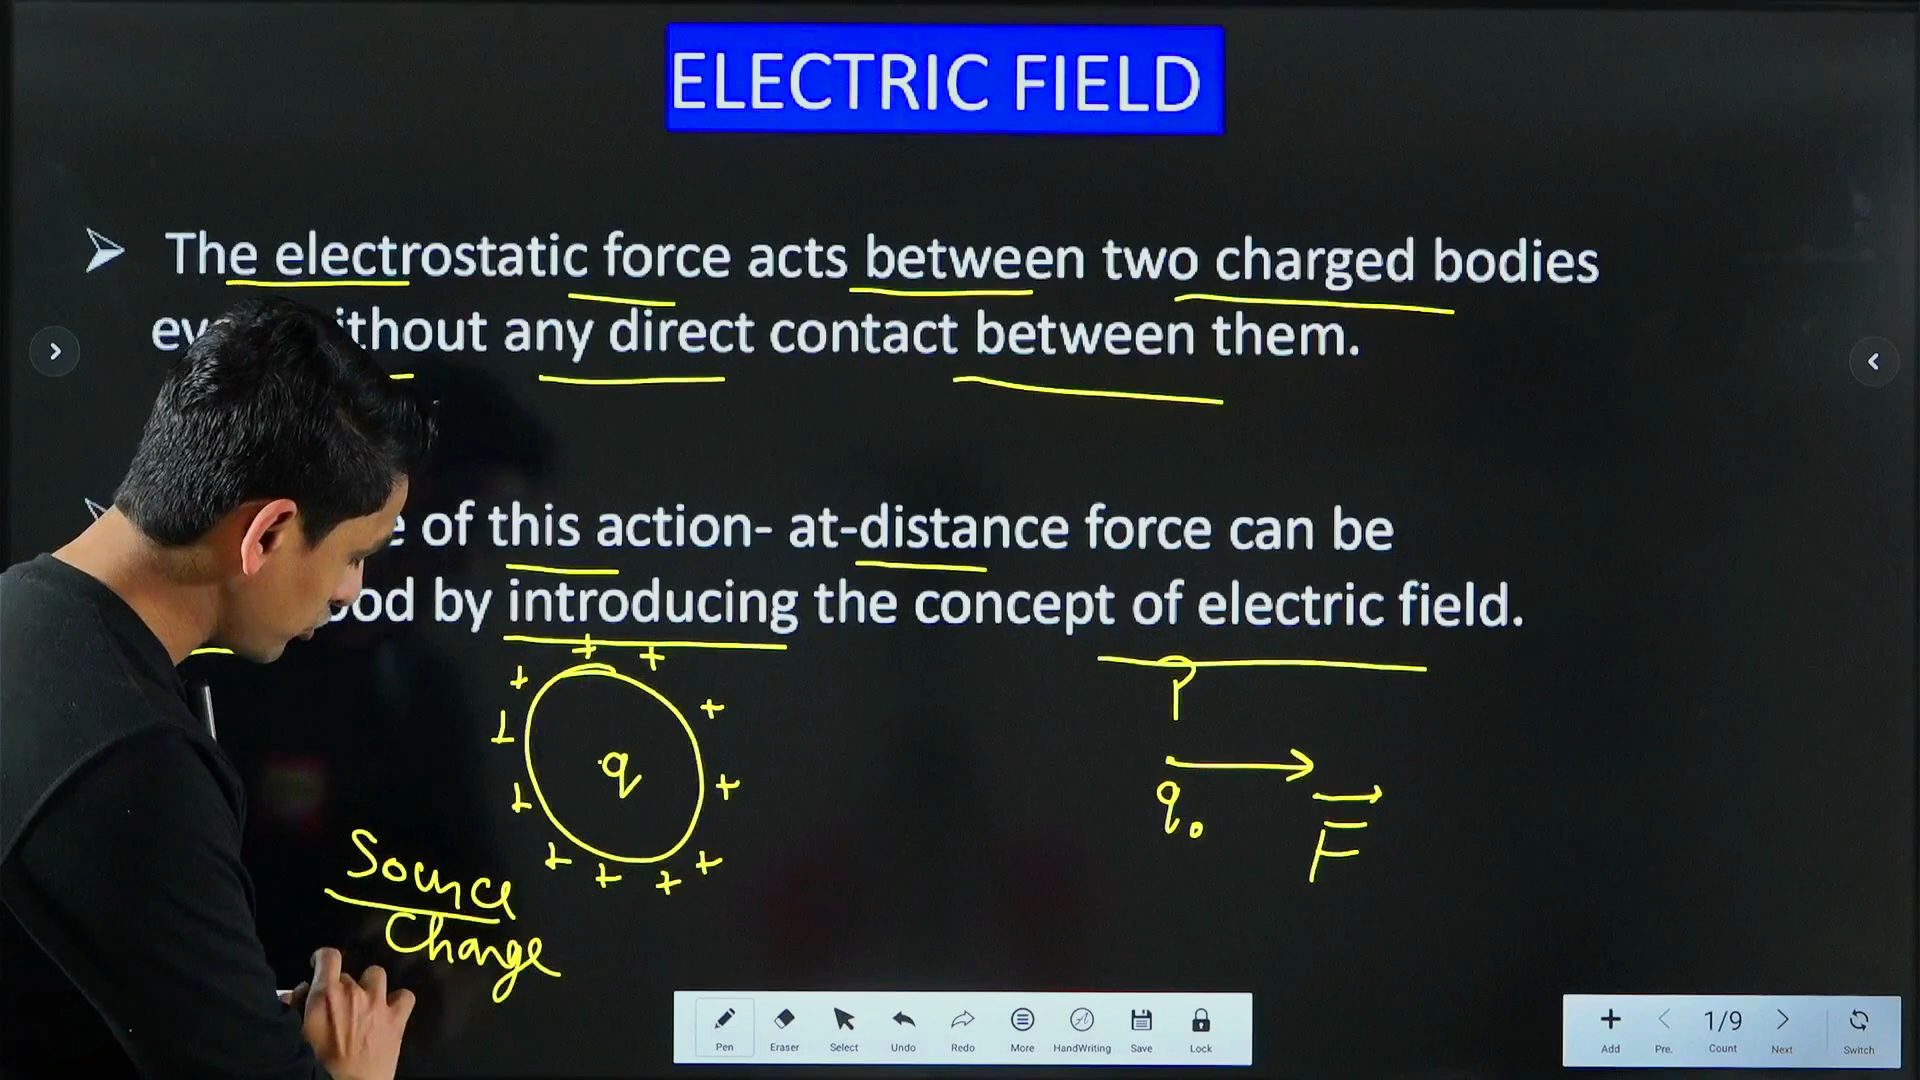 ELECTRIC FIELD
The electrostatic force acts between two charged bodies
without any direct contact between them.
of this action- at-distance force can be
by introducing the concept of electric field.
+ +
+ +
+ q +
+ + + + +
P
q₀
F
Source
Charge
Pen Eraser Select Undo Redo More HandWriting Save Lock
Add Pre. 1/9 Count Next Switch